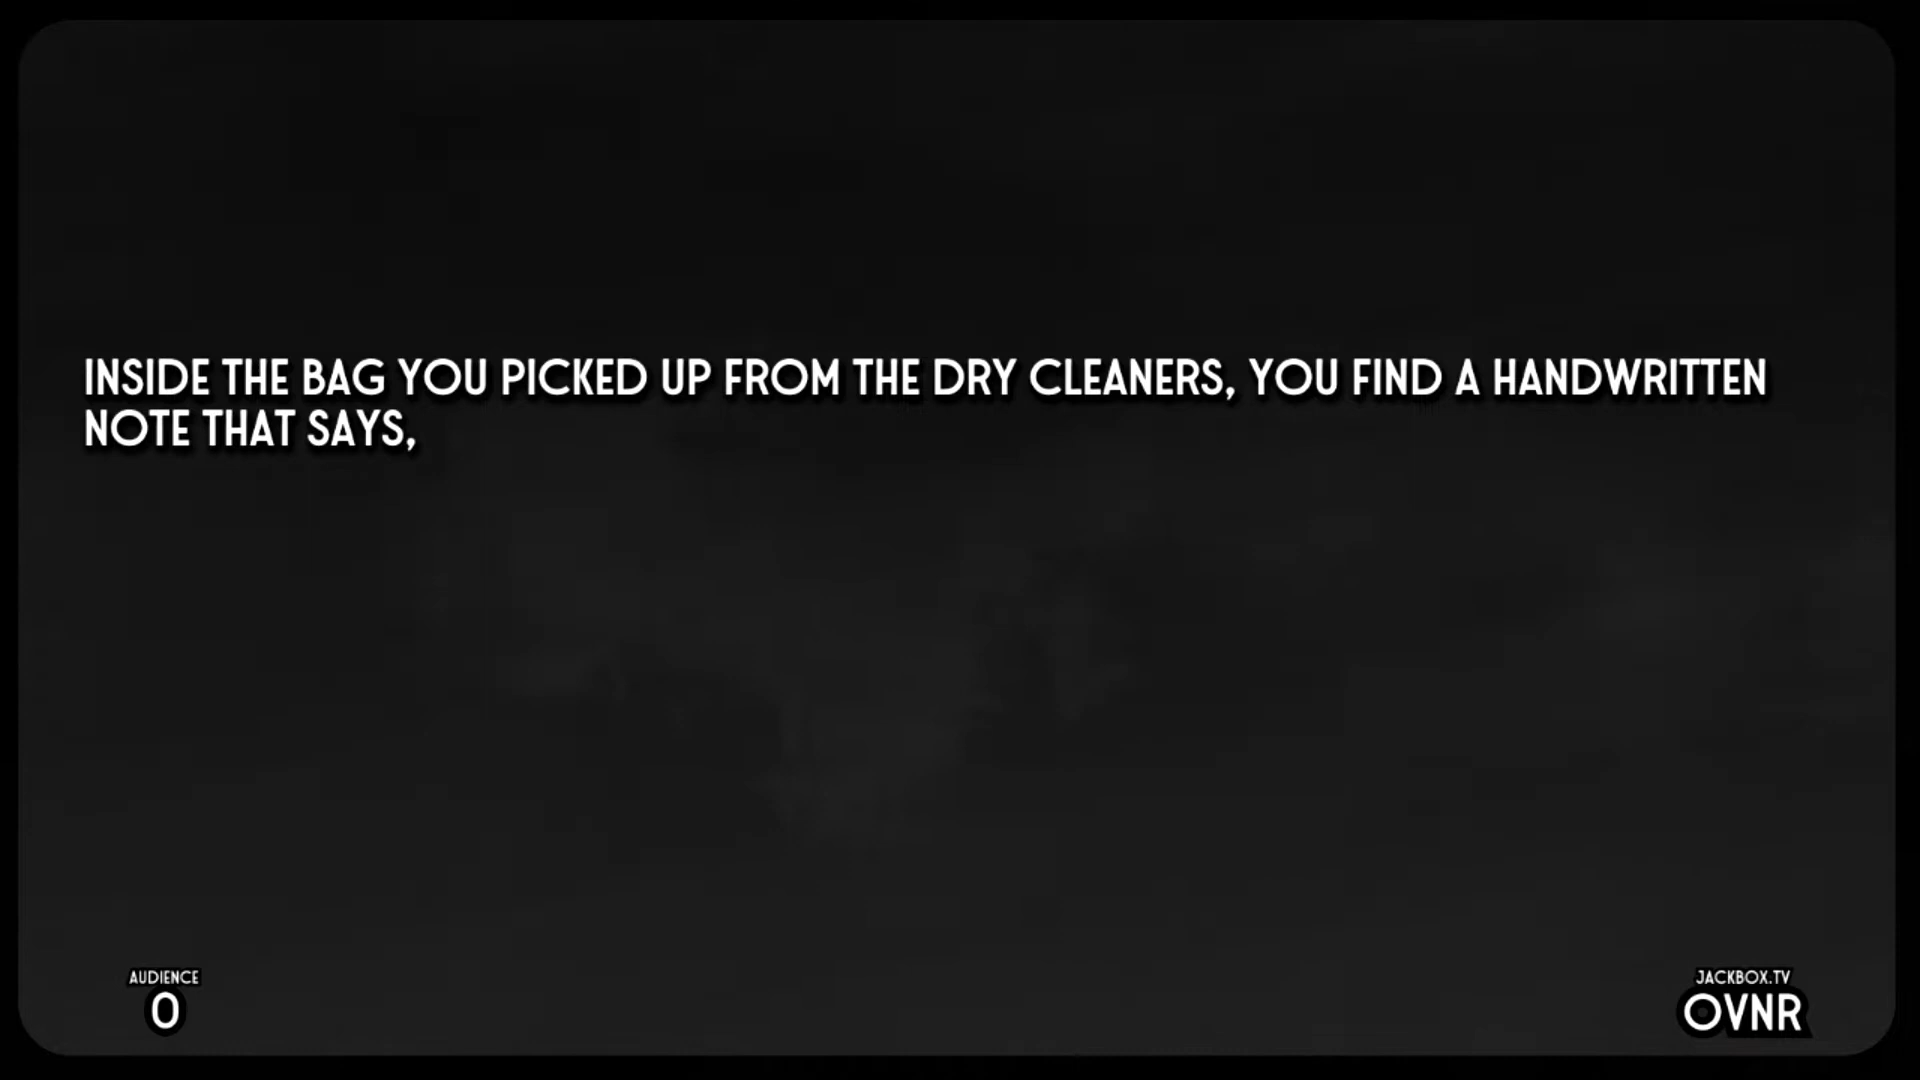 INSIDE THE BAG YOU PICKED UP FROM THE DRY CLEANERS, YOU FIND A HANDWRITTEN
NOTE THAT SAYS,
AUDIENCE
0
JACKBOX.TV
OVNR